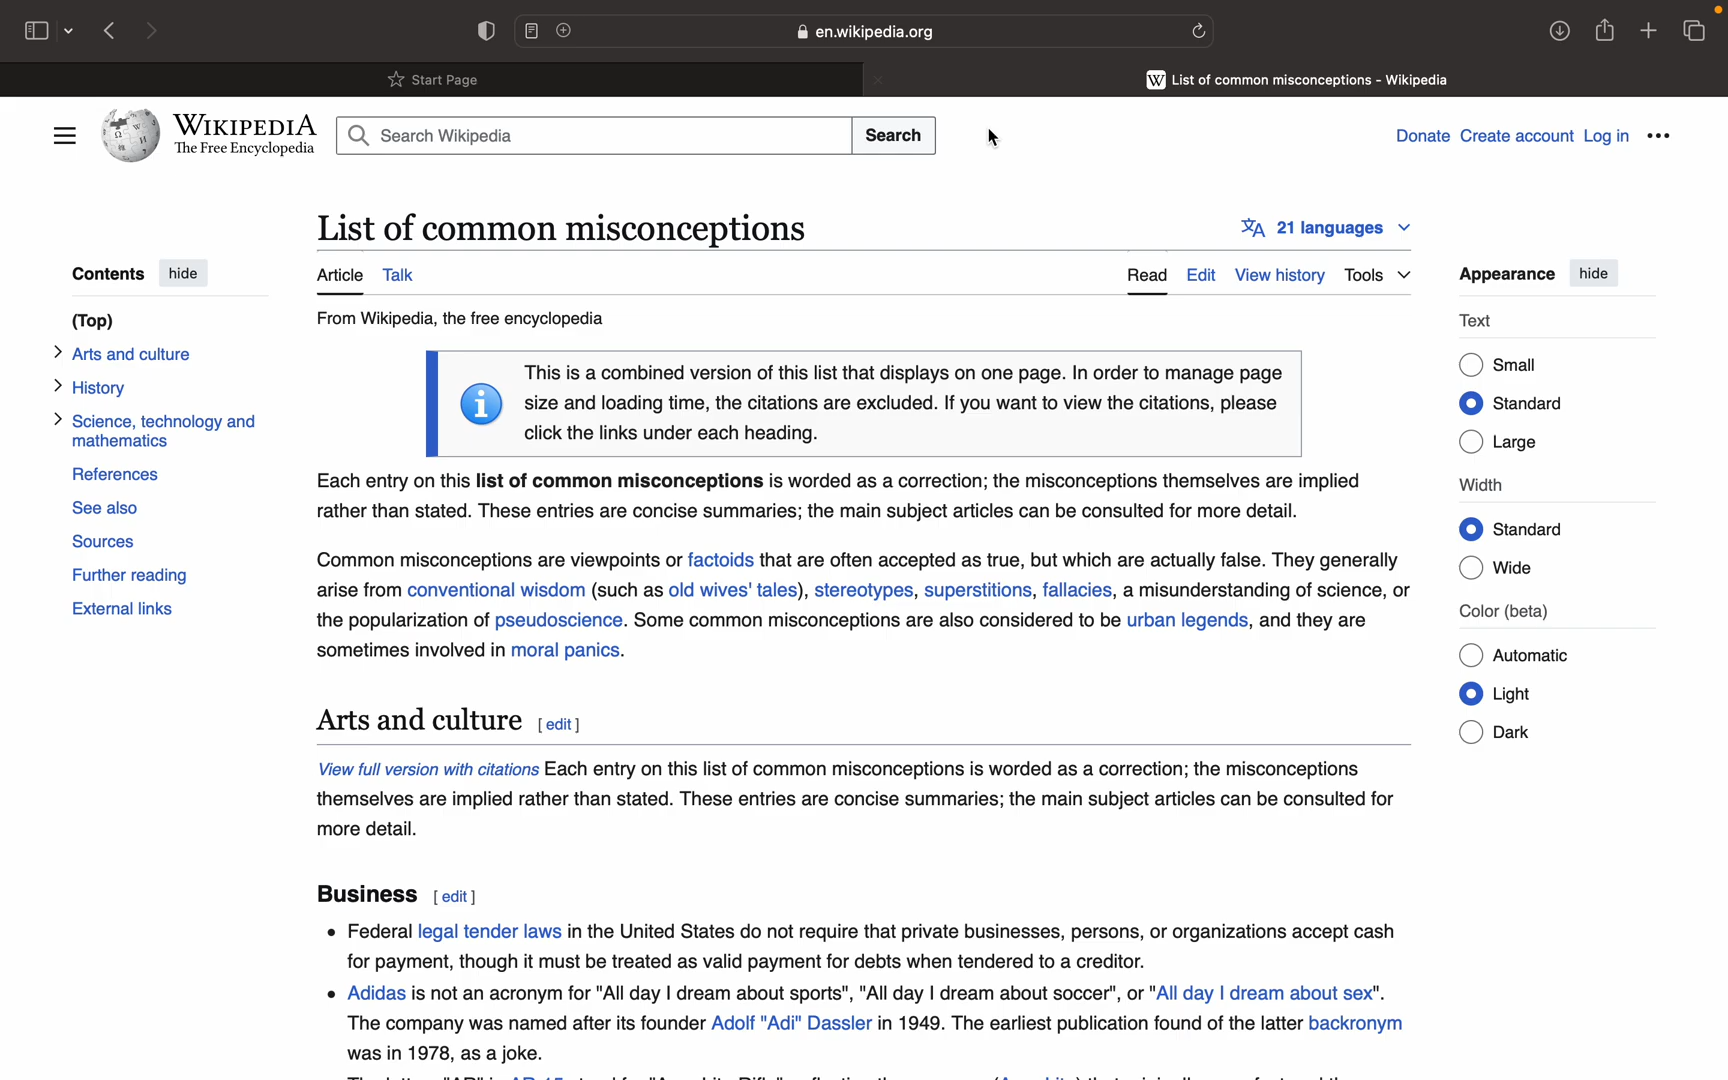 en.wikipedia.org
Start Page
List of common misconceptions - Wikipedia
WIKIPEDIA
The Free Encyclopedia
Search Wikipedia
Search
Donate Create account Log in
List of common misconceptions
21 languages
Contents hide
(Top)
Arts and culture
History
Science, technology and
mathematics
References
See also
Sources
Further reading
External links
Article Talk
Read Edit View history Tools
From Wikipedia, the free encyclopedia
This is a combined version of this list that displays on one page. In order to manage page
size and loading time, the citations are excluded. If you want to view the citations, please
click the links under each heading.
Each entry on this list of common misconceptions is worded as a correction; the misconceptions themselves are implied
rather than stated. These entries are concise summaries; the main subject articles can be consulted for more detail.
Common misconceptions are viewpoints or factoids that are often accepted as true, but which are actually false. They generally
arise from conventional wisdom (such as old wives' tales), stereotypes, superstitions, fallacies, a misunderstanding of science, or
the popularization of pseudoscience. Some common misconceptions are also considered to be urban legends, and they are
sometimes involved in moral panics.
Arts and culture [ edit ]
View full version with citations Each entry on this list of common misconceptions is worded as a correction; the misconceptions
themselves are implied rather than stated. These entries are concise summaries; the main subject articles can be consulted for
more detail.
Business [ edit ]
• Federal legal tender laws in the United States do not require that private businesses, persons, or organizations accept cash
for payment, though it must be treated as valid payment for debts when tendered to a creditor.
• Adidas is not an acronym for "All day I dream about sports", "All day I dream about soccer", or "All day I dream about sex".
The company was named after its founder Adolf "Adi" Dassler in 1949. The earliest publication found of the latter backronym
was in 1978, as a joke.
Appearance hide
Text
Small
Standard
Large
Width
Standard
Wide
Color (beta)
Automatic
Light
Dark